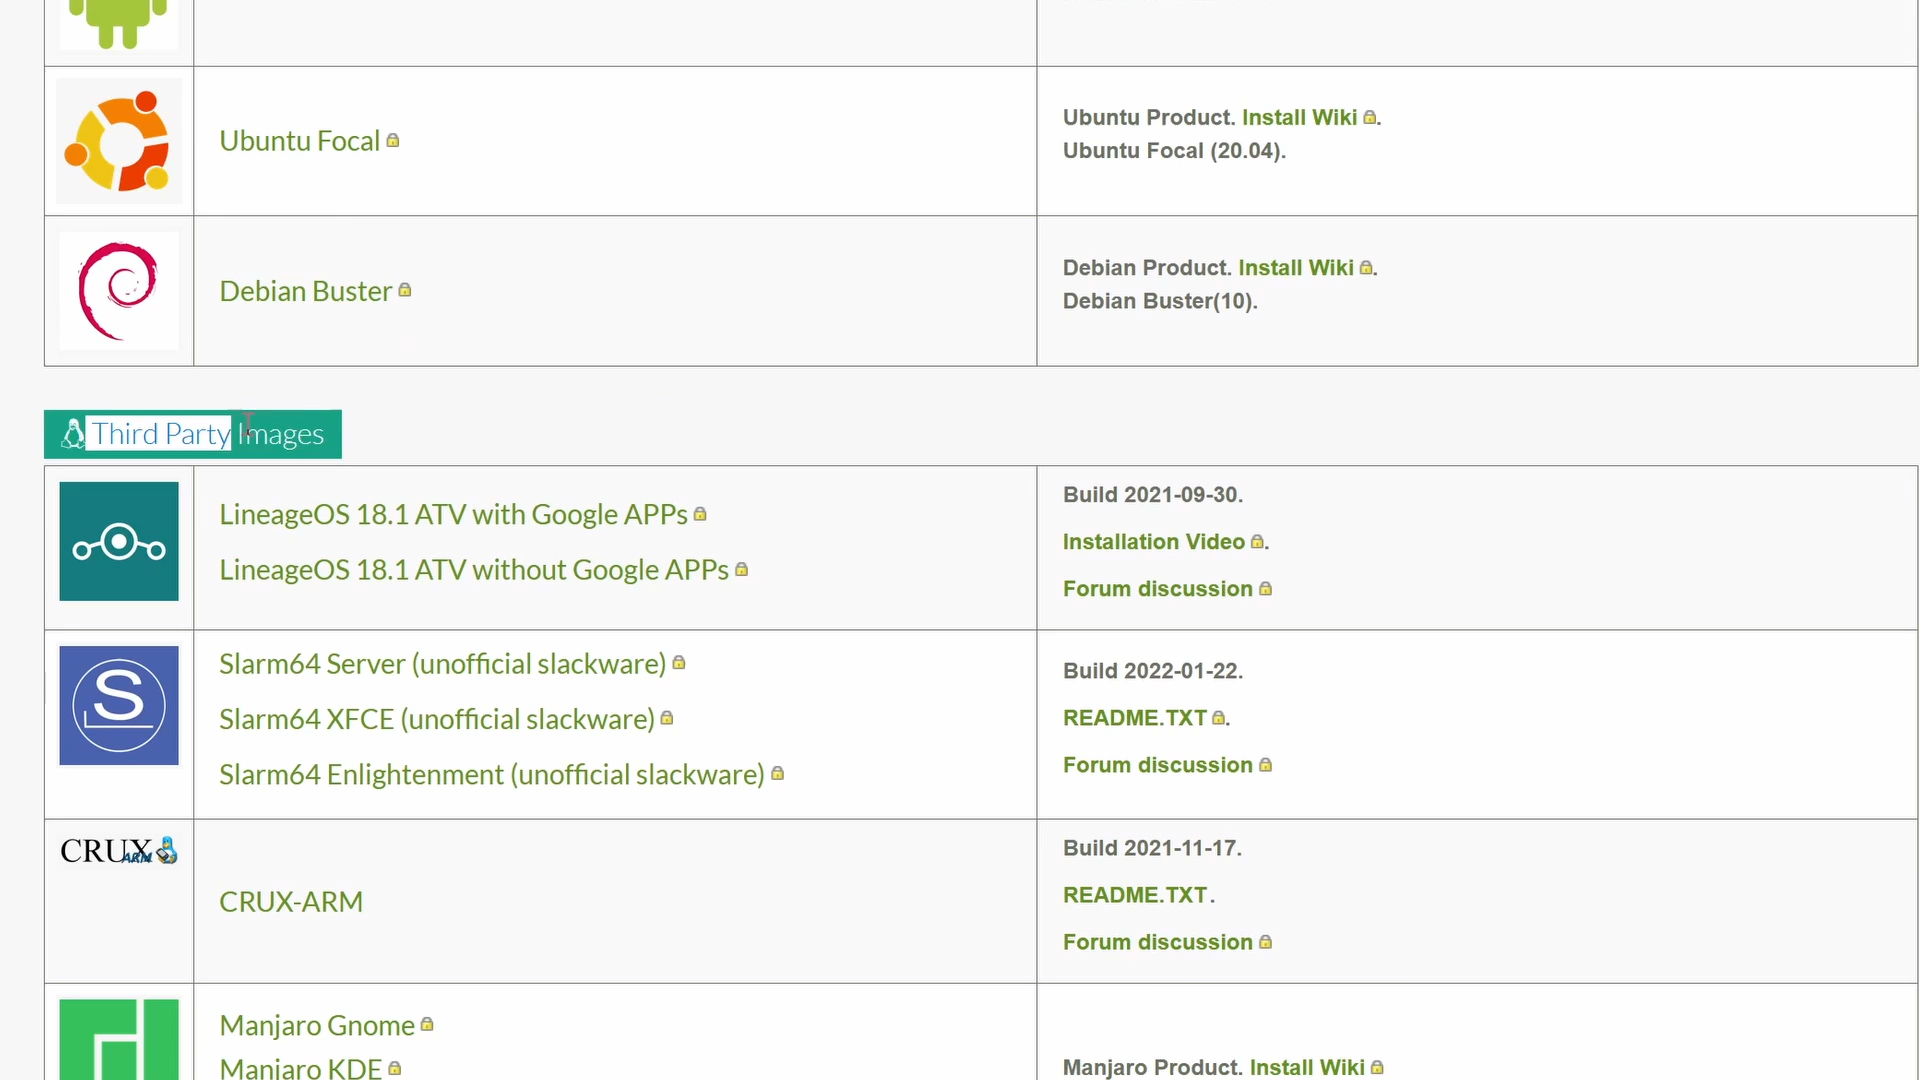 Ubuntu Focal
Ubuntu Product. Install Wiki.
Ubuntu Focal (20.04).
Debian Buster
Debian Product. Install Wiki.
Debian Buster(10).
Third Party Images
LineageOS 18.1 ATV with Google APPs
LineageOS 18.1 ATV without Google APPs
Build 2021-09-30.
Installation Video.
Forum discussion
S
Slarm64 Server (unofficial slackware)
Slarm64 XFCE (unofficial slackware)
Slarm64 Enlightenment (unofficial slackware)
Build 2022-01-22.
README.TXT.
Forum discussion
CRUX
ARM
CRUX-ARM
Build 2021-11-17.
README.TXT.
Forum discussion
Manjaro Gnome
Manjaro KDE
Manjaro Product. Install Wiki